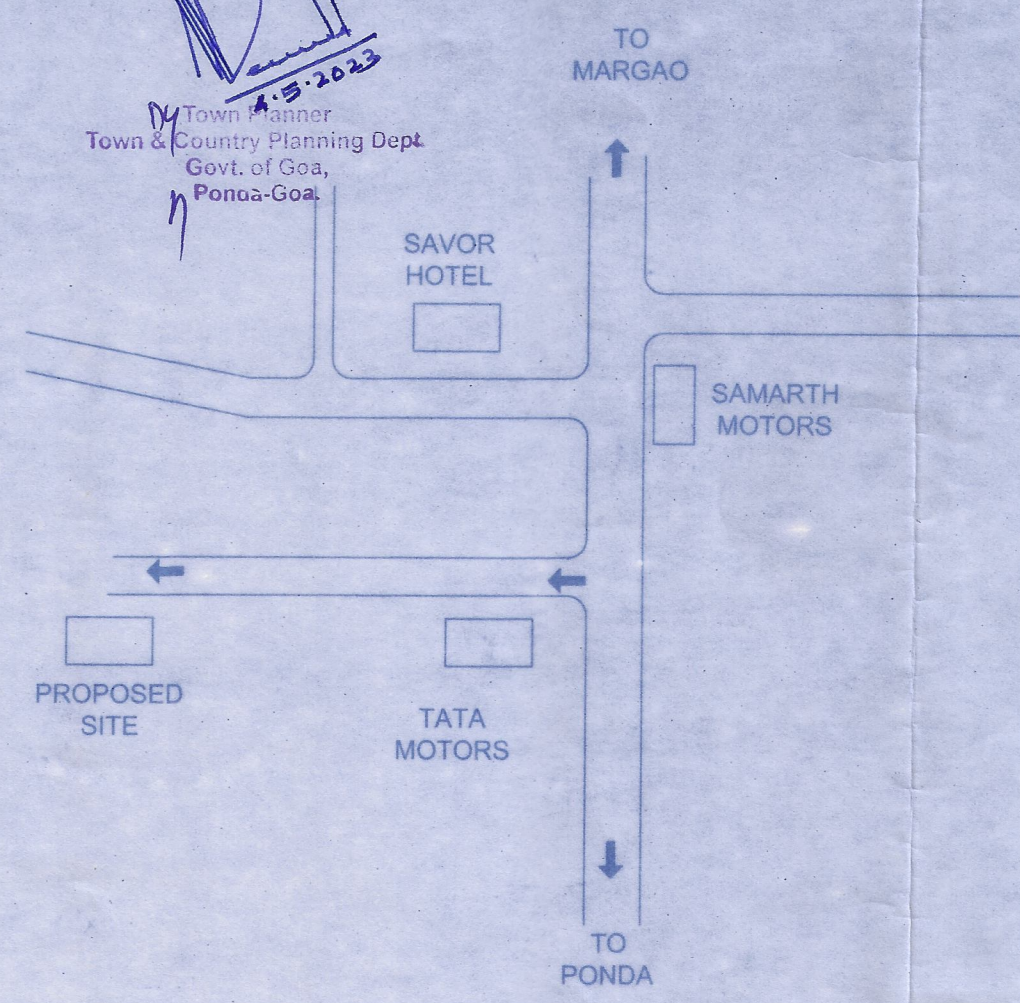 4.5.2023
Dy Town Planner
Town & Country Planning Dept.
Govt. of Goa,
Ponda-Goa.
TO
MARGAO
SAVOR
HOTEL
SAMARTH
MOTORS
PROPOSED
SITE
TATA
MOTORS
TO
PONDA